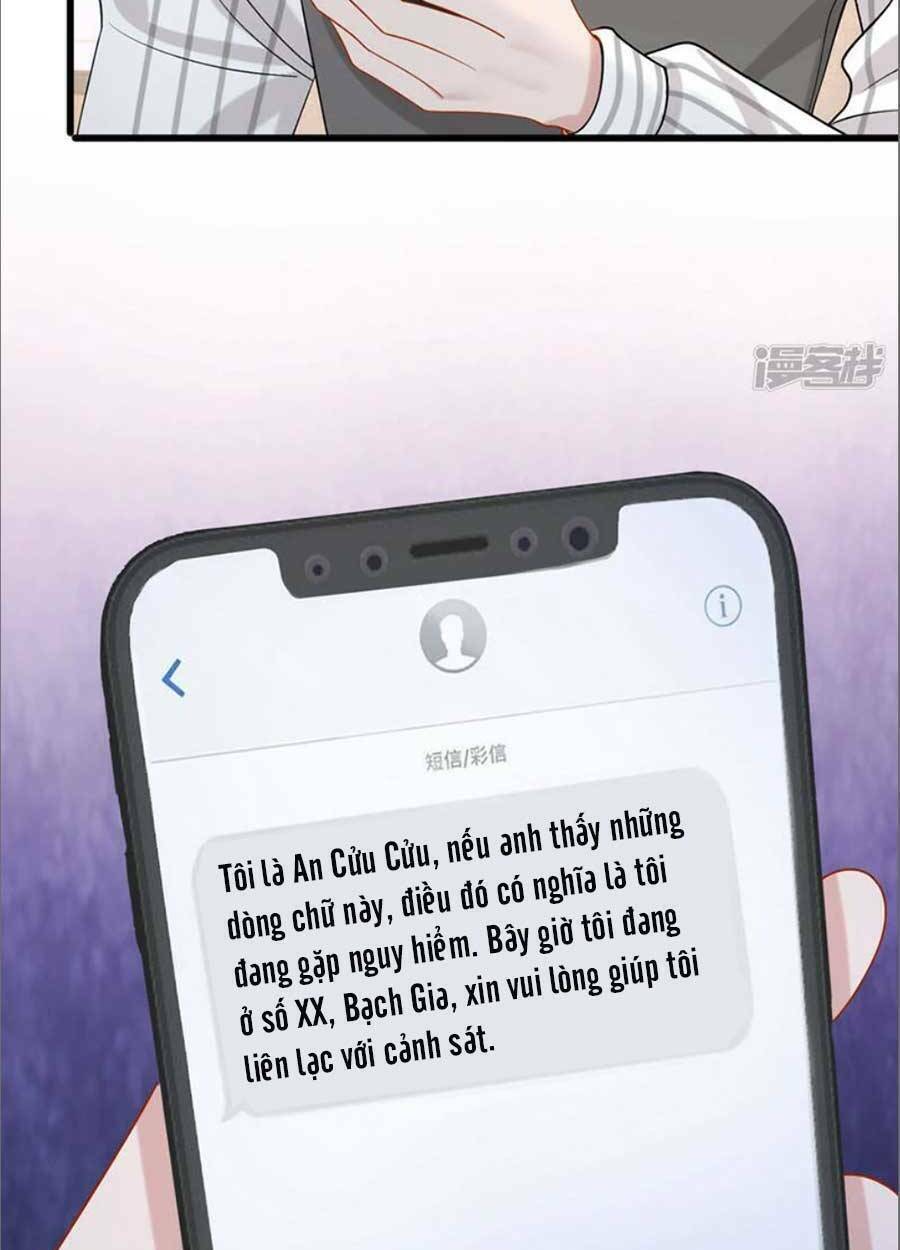 漫客栈
短信/彩信
Tôi là An Cửu Cửu, nếu anh thấy những
dòng chữ này, điều đó có nghĩa là tôi
đang gặp nguy hiểm. Bây giờ tôi đang
ở số XX, Bạch Gia, xin vui lòng giúp tôi
liên lạc với cảnh sát.